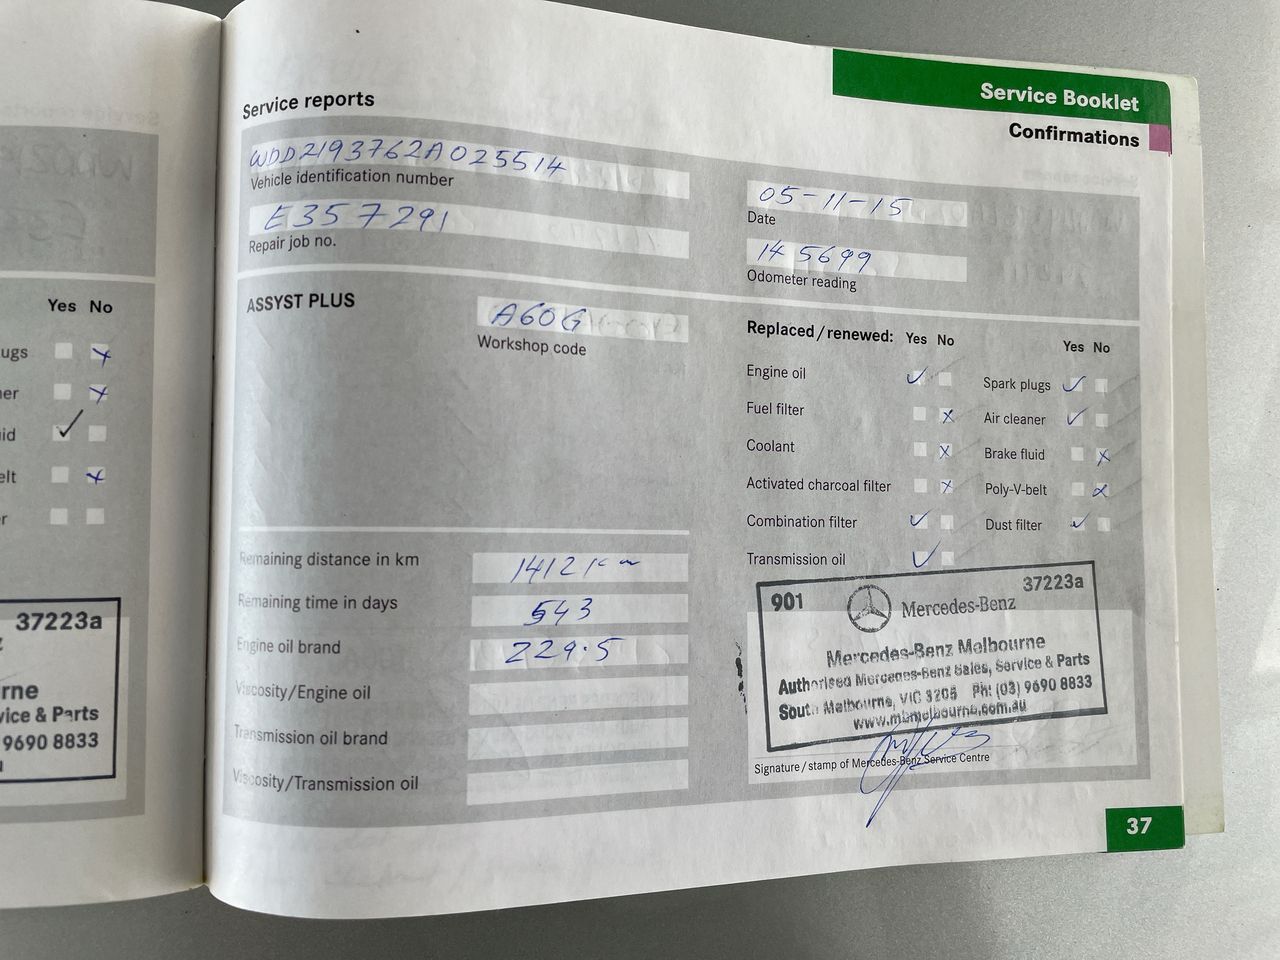 Service Booklet
Confirmations
Service reports
WDD2193762A025514
Vehicle identification number
E357291
Repair job no.
05-11-15
Date
145699
Odometer reading
ASSYST PLUS
A60G
Workshop code
Remaining distance in km 1412 km
Remaining time in days 543
Engine oil brand 229.5
Viscosity/Engine oil
Transmission oil brand
Viscosity/Transmission oil
Replaced/renewed: Yes No Yes No
Engine oil ✓ Spark plugs ✓
Fuel filter x Air cleaner ✓
Coolant x Brake fluid x
Activated charcoal filter x Poly-V-belt x
Combination filter ✓ Dust filter ✓
Transmission oil ✓
901 Mercedes-Benz 37223a
Mercedes-Benz Melbourne
Authorised Mercedes-Benz Sales, Service & Parts
South Melbourne, VIC 3205 Ph: (03) 9690 8833
www.mbmelbourne.com.au
Signature/stamp of Mercedes-Benz Service Centre
37
Yes No
ugs x
ner x
uid ✓
elt x
r
37223a
z
rne
vice & Parts
9690 8833